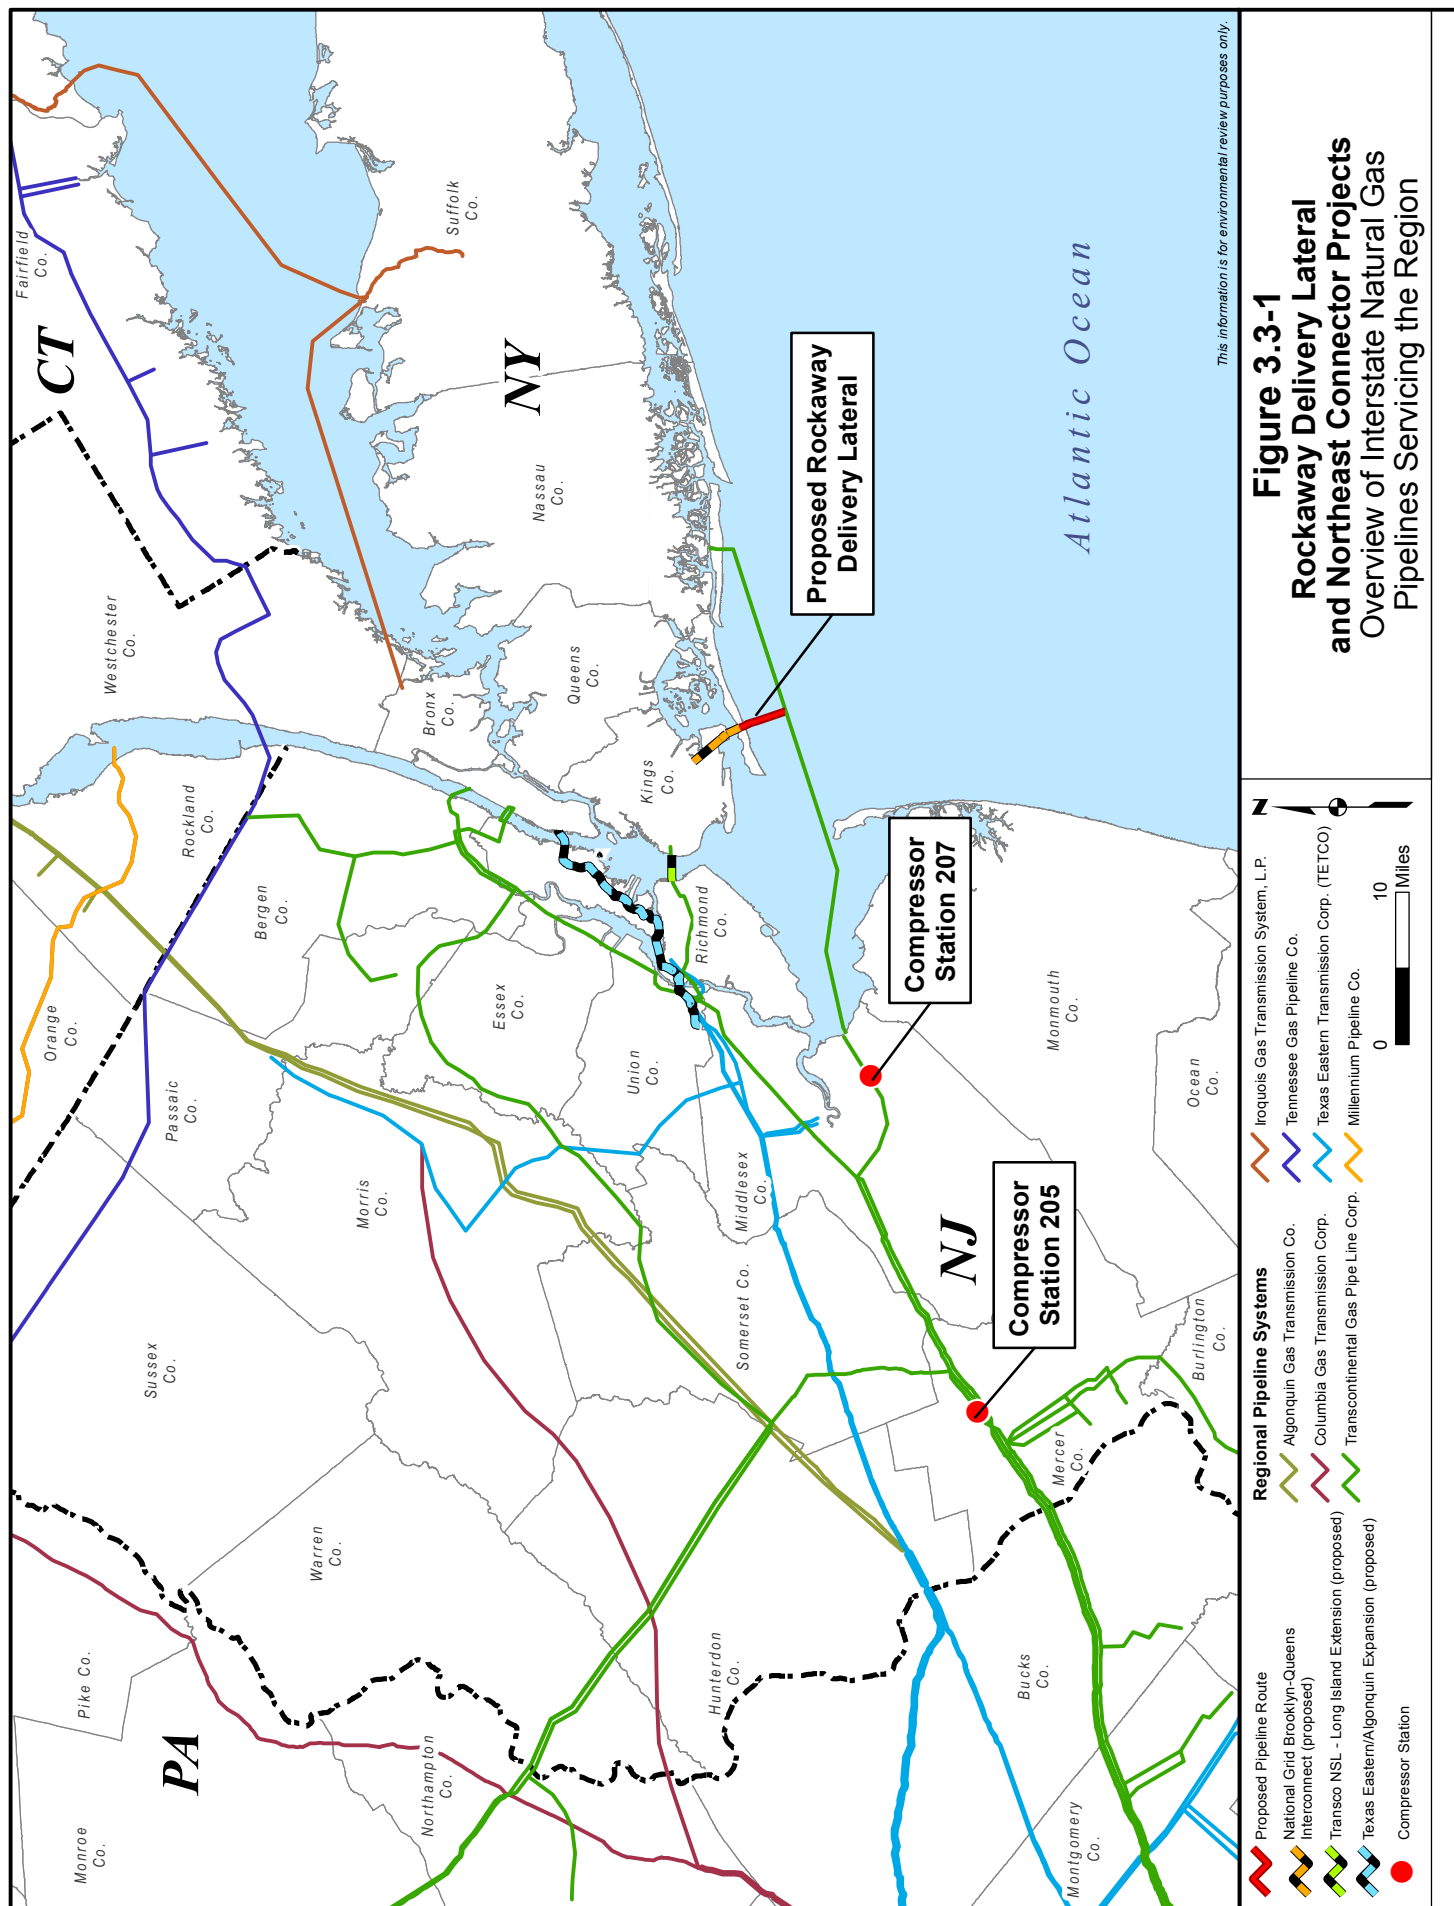 CT
NY
PA
NJ
Fairfield
Co.
Suffolk
Co.
Nassau
Co.
Westchester
Co.
Bronx
Co.
Queens
Co.
Kings
Co.
Rockland
Co.
Bergen
Co.
Orange
Co.
Passaic
Co.
Essex
Co.
Union
Co.
Richmond
Co.
Monmouth
Co.
Ocean
Co.
Morris
Co.
Middlesex
Co.
Sussex
Co.
Somerset Co.
Burlington
Co.
Mercer
Co.
Warren
Co.
Hunterdon
Co.
Bucks
Co.
Pike Co.
Monroe
Co.
Northampton
Co.
Montgomery
Co.
Atlantic Ocean
Proposed Rockaway
Delivery Lateral
Compressor
Station 207
Compressor
Station 205
This information is for environmental review purposes only.
Proposed Pipeline Route
National Grid Brooklyn-Queens
Interconnect (proposed)
Transco NSL - Long Island Extension (proposed)
Texas Eastern/Algonquin Expansion (proposed)
Compressor Station
Regional Pipeline Systems
Algonquin Gas Transmission Co.
Columbia Gas Transmission Corp.
Transcontinental Gas Pipe Line Corp.
Iroquois Gas Transmission System, L.P.
Tennessee Gas Pipeline Co.
Texas Eastern Transmission Corp. (TETCO)
Millennium Pipeline Co.
0 10
Miles
N
Figure 3.3-1
Rockaway Delivery Lateral
and Northeast Connector Projects
Overview of Interstate Natural Gas
Pipelines Servicing the Region